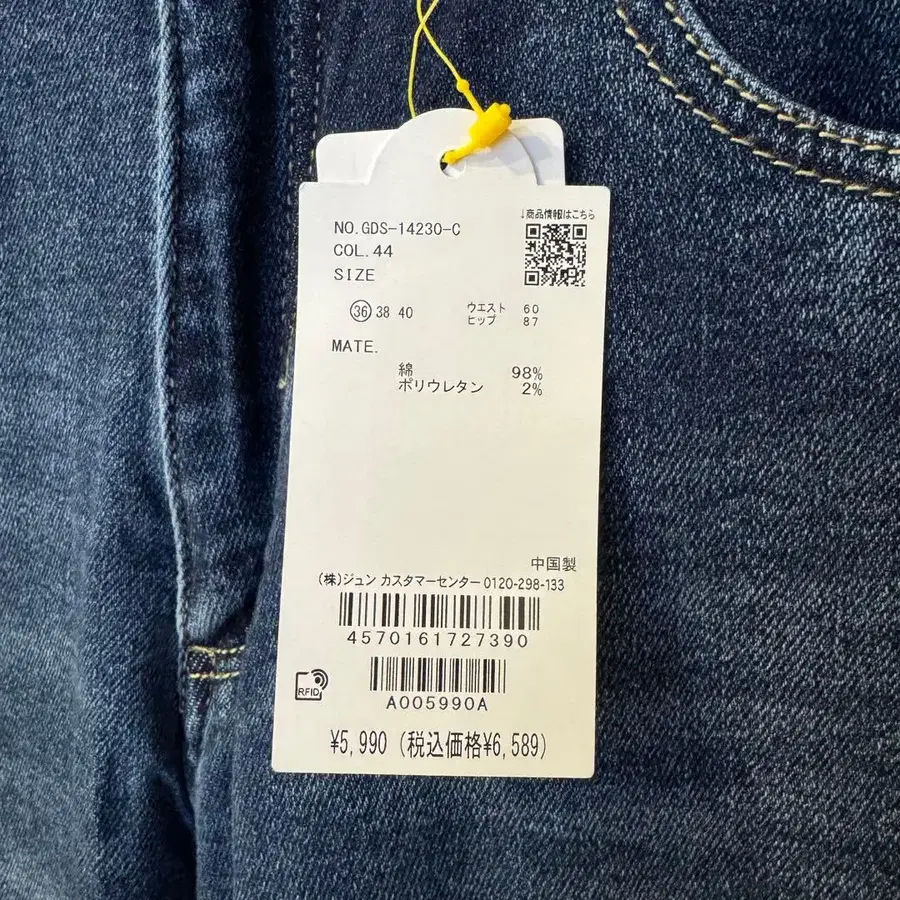 ↓商品情報はこちら
NO.GDS-14230-C
COL.44
SIZE
36 38 40 ウエスト 60
ヒップ 87
MATE.
綿 98%
ポリウレタン 2%
中国製
(株)ジュン カスタマーセンター 0120-298-133
4570161727390
RFID
A005990A
¥5,990 (税込価格¥6,589)